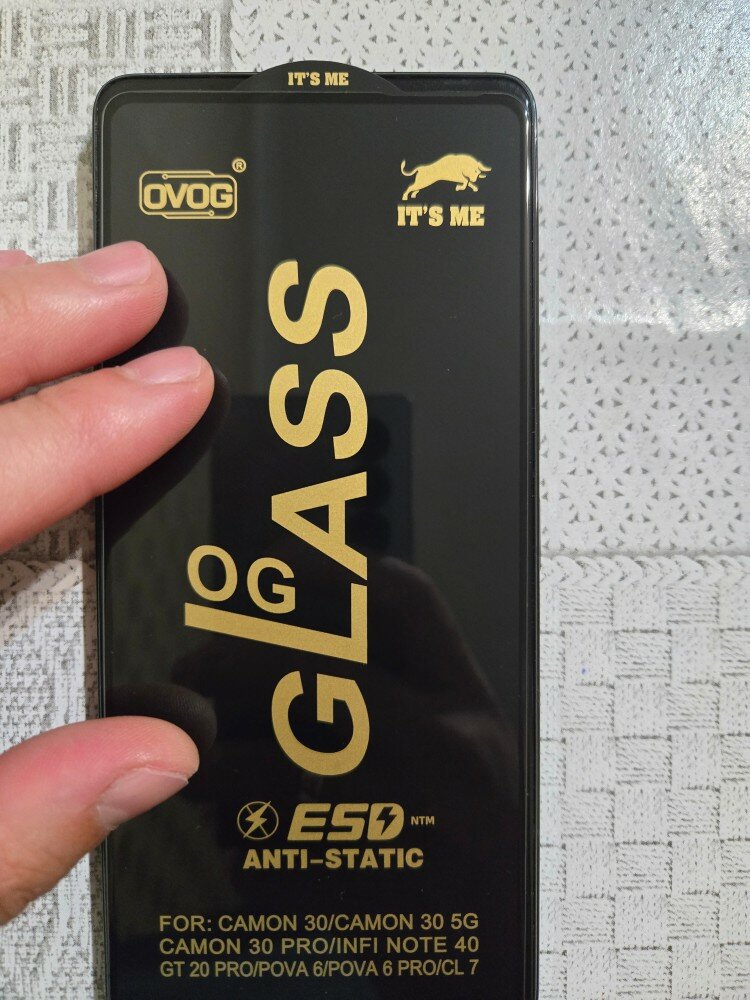 IT'S ME
OVOG®
IT'S ME
OG
GLASS
ESD NTM
ANTI-STATIC
FOR: CAMON 30/CAMON 30 5G
CAMON 30 PRO/INFI NOTE 40
GT 20 PRO/POVA 6/POVA 6 PRO/CL 7